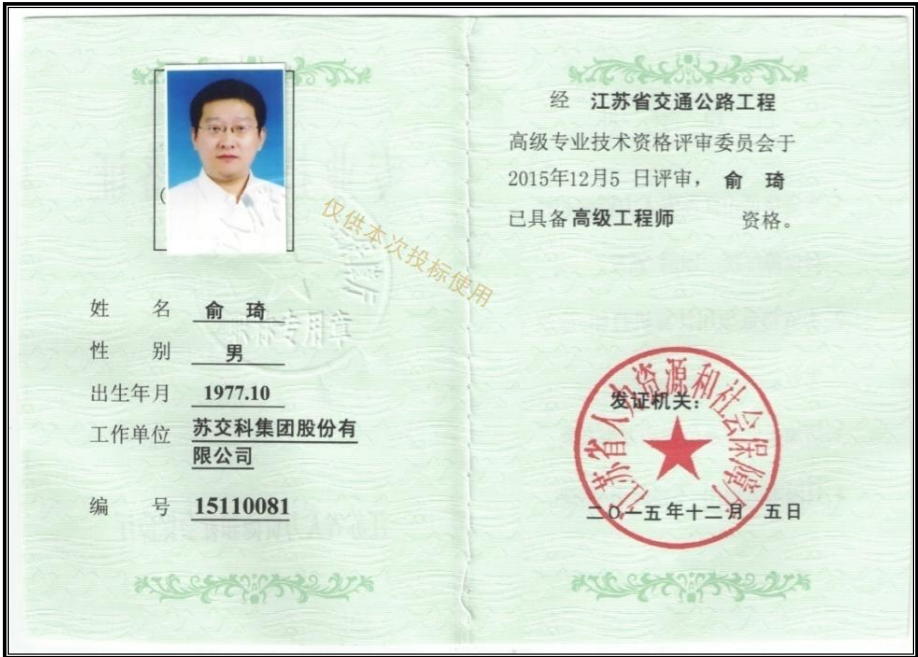 姓 名 俞 琦
性 别 男
出生年月 1977.10
工作单位 苏交科集团股份有
限公司
编 号 15110081
仅供本次投标使用
专用章
经 江苏省交通公路工程
高级专业技术资格评审委员会于
2015年12月5 日评审， 俞 琦
已具备 高级工程师 资格。
江苏省人力资源和社会保障厅
发证机关：
二〇一五年十二月 五日